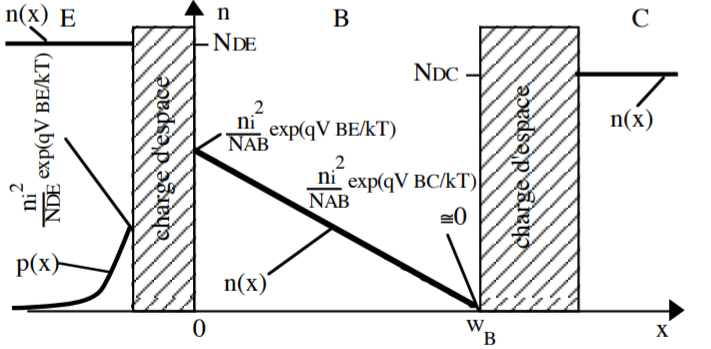 n(x) E
n
B
C
NDE
NDC
ni² exp(qV BE/kT)
NDE
charge d'espace
ni² exp(qV BE/kT)
NAB
ni² exp(qV BC/kT)
NAB
≅0
charge d'espace
n(x)
p(x)
n(x)
0
wB
x